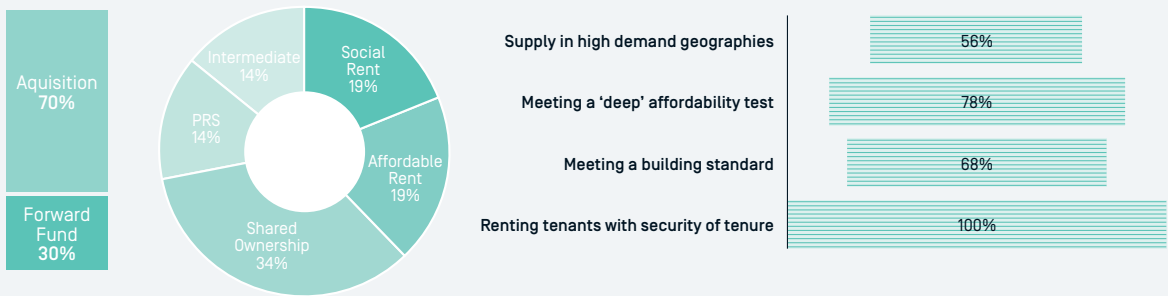 Aquisition
70%
Forward
Fund
30%
Intermediate
14%
Social
Rent
19%
PRS
14%
Affordable
Rent
19%
Shared
Ownership
34%
Supply in high demand geographies
56%
Meeting a ‘deep’ affordability test
78%
Meeting a building standard
68%
Renting tenants with security of tenure
100%